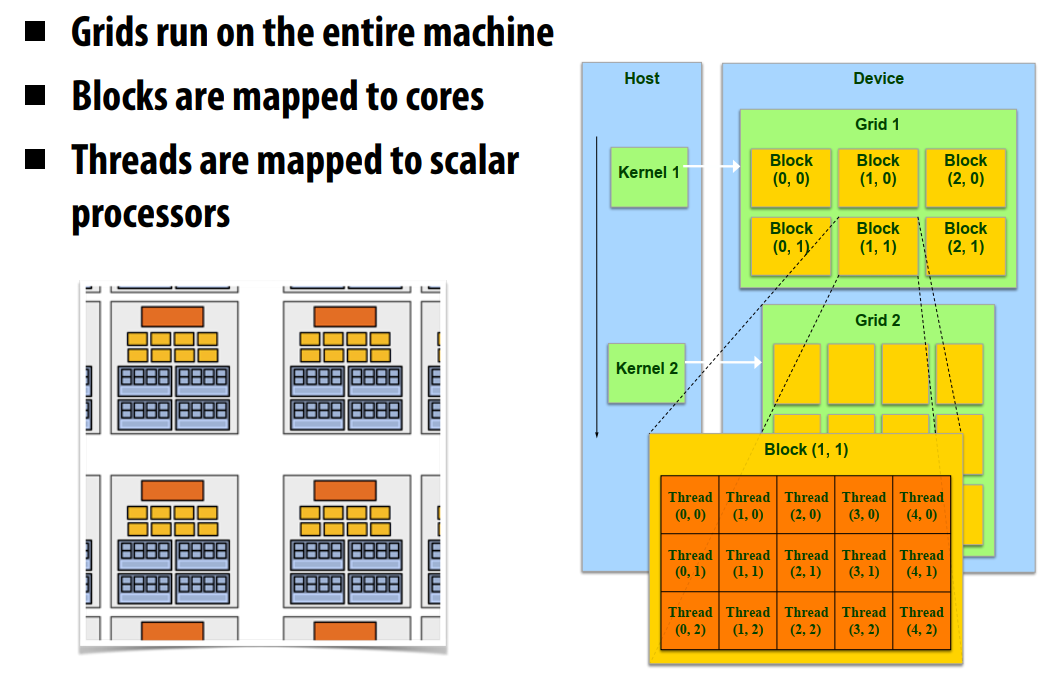 Grids run on the entire machine
Blocks are mapped to cores
Threads are mapped to scalar
processors
Host
Device
Grid 1
Kernel 1
Block
(0, 0)
Block
(1, 0)
Block
(2, 0)
Block
(0, 1)
Block
(1, 1)
Block
(2, 1)
Grid 2
Kernel 2
Block (1, 1)
Thread
(0, 0)
Thread
(1, 0)
Thread
(2, 0)
Thread
(3, 0)
Thread
(4, 0)
Thread
(0, 1)
Thread
(1, 1)
Thread
(2, 1)
Thread
(3, 1)
Thread
(4, 1)
Thread
(0, 2)
Thread
(1, 2)
Thread
(2, 2)
Thread
(3, 2)
Thread
(4, 2)